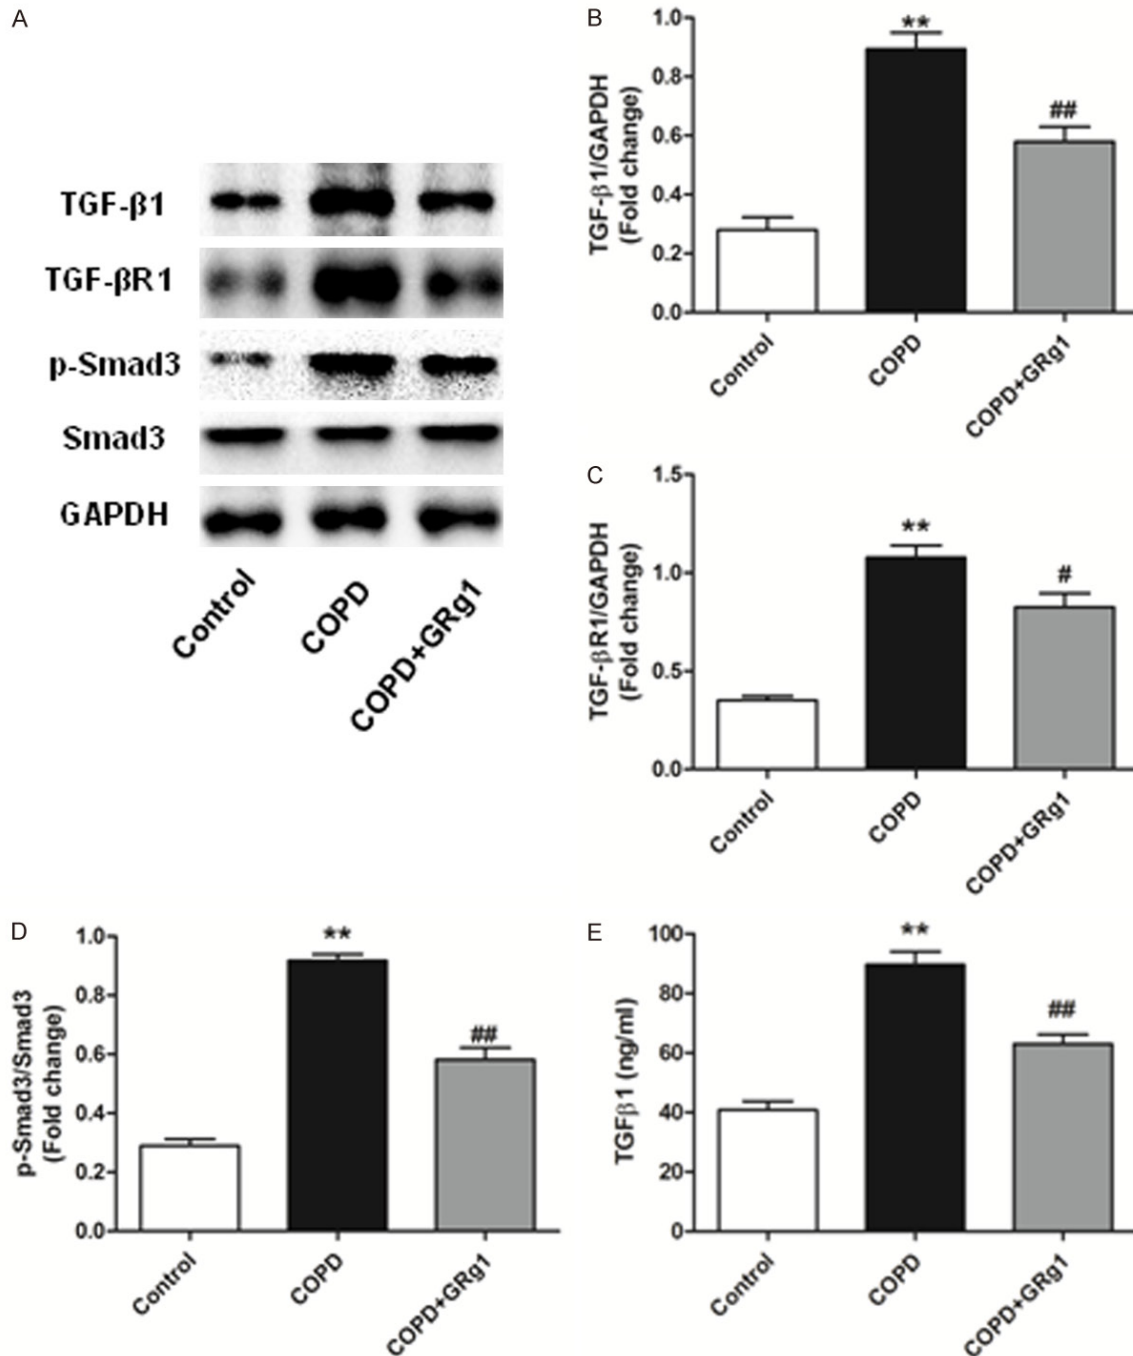 A
TGF-β1
TGF-βR1
p-Smad3
Smad3
GAPDH
Control
COPD
COPD+GRg1
B
TGF-β1/GAPDH
(Fold change)
1.0
0.8
0.6
0.4
0.2
0.0
**
##
Control
COPD
COPD+GRg1
C
TGF-βR1/GAPDH
(Fold change)
1.5
1.0
0.5
0.0
**
#
Control
COPD
COPD+GRg1
D
p-Smad3/Smad3
(Fold change)
1.0
0.8
0.6
0.4
0.2
0.0
**
##
Control
COPD
COPD+GRg1
E
TGFβ1 (ng/ml)
100
80
60
40
20
0
**
##
Control
COPD
COPD+GRg1